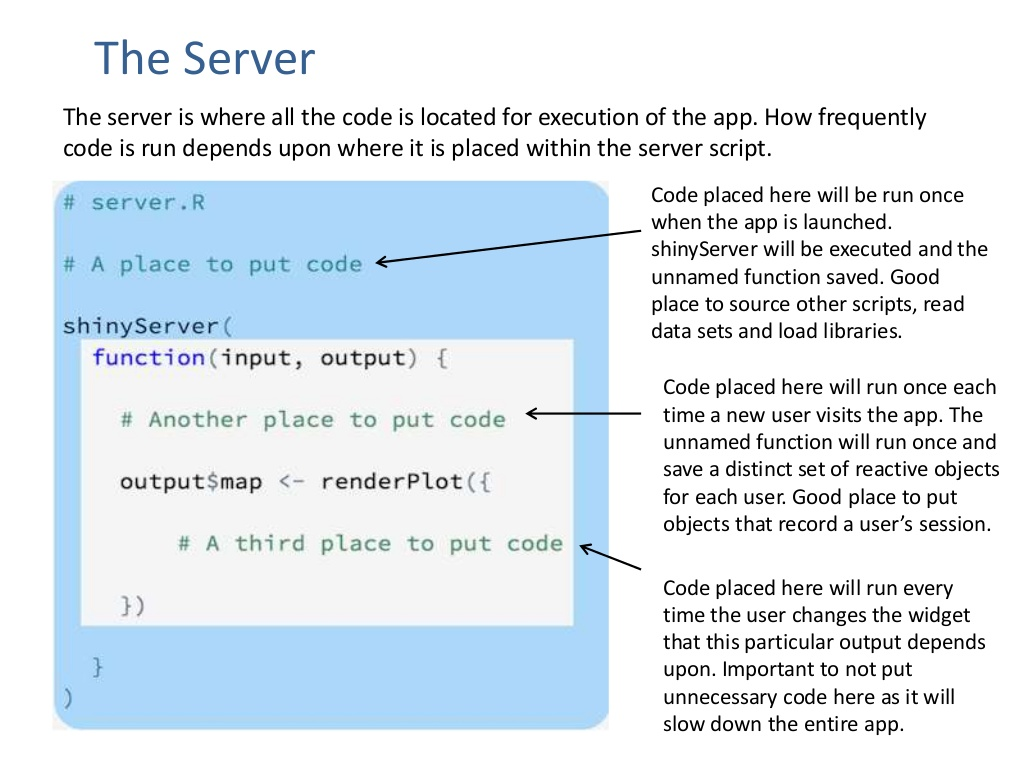 The Server
The server is where all the code is located for execution of the app. How frequently
code is run depends upon where it is placed within the server script.
# server.R
# A place to put code
shinyServer(
function(input, output) {
# Another place to put code
output$map <- renderPlot({
# A third place to put code
})
}
)
Code placed here will be run once
when the app is launched.
shinyServer will be executed and the
unnamed function saved. Good
place to source other scripts, read
data sets and load libraries.
Code placed here will run once each
time a new user visits the app. The
unnamed function will run once and
save a distinct set of reactive objects
for each user. Good place to put
objects that record a user’s session.
Code placed here will run every
time the user changes the widget
that this particular output depends
upon. Important to not put
unnecessary code here as it will
slow down the entire app.